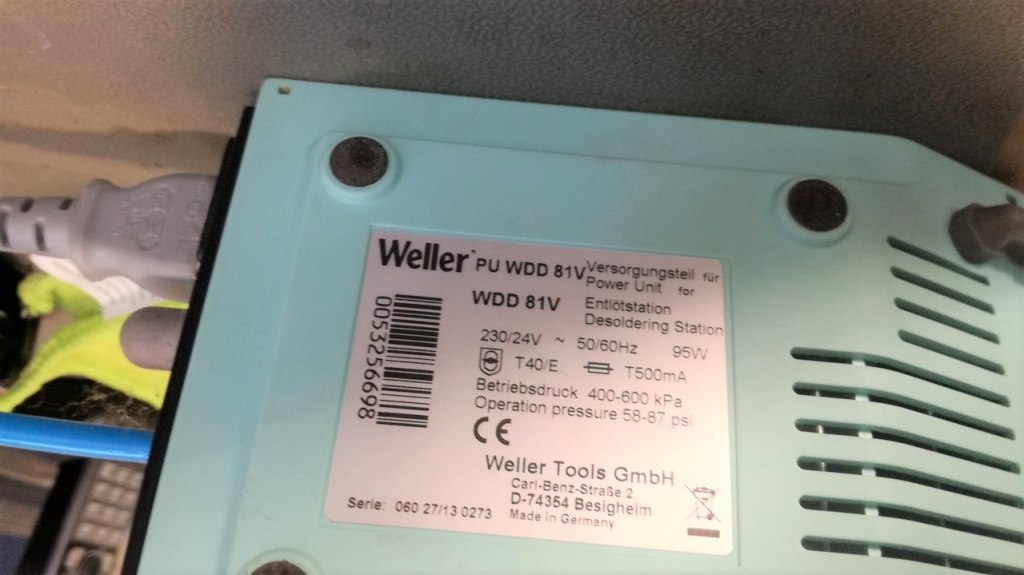 Weller PU WDD 81V Versorgungsteil für
Power Unit for
WDD 81V Entlötstation
Desoldering Station
230/24V ~ 50/60Hz 95W
T40/E T500mA
Betriebsdruck 400-600 kPa
Operation pressure 58-87 psi
CE
Weller Tools GmbH
Carl-Benz-Straße 2
D-74354 Besigheim
Made in Germany
Serie: 060 27/13 0273
0053256698